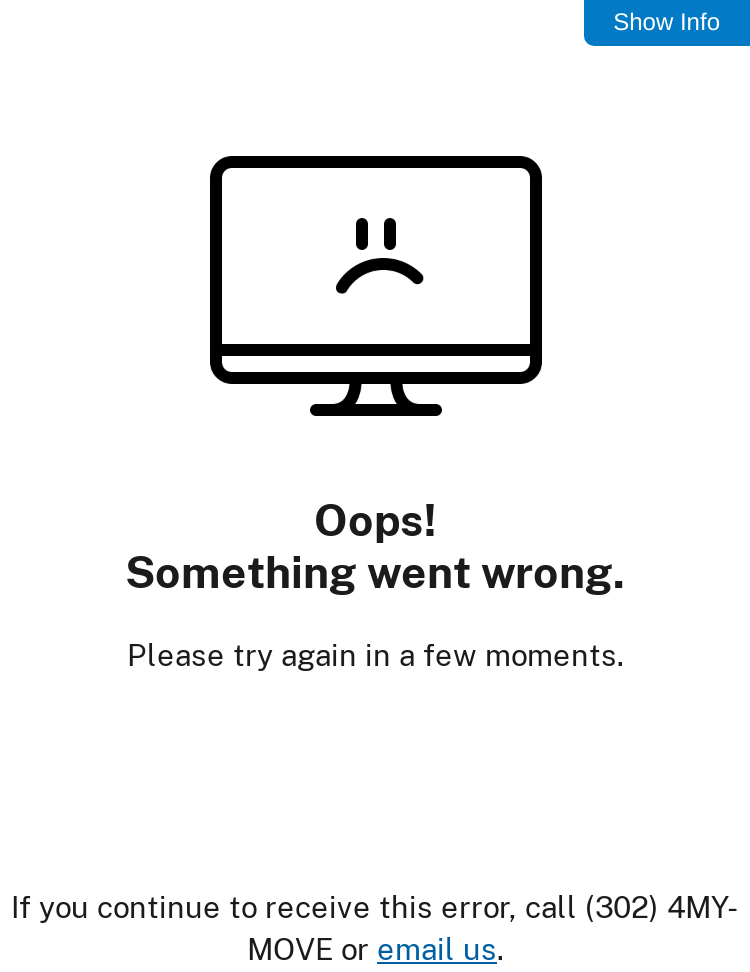 Show Info
Oops!
Something went wrong.
Please try again in a few moments.
If you continue to receive this error, call (302) 4MY-
MOVE or email us.